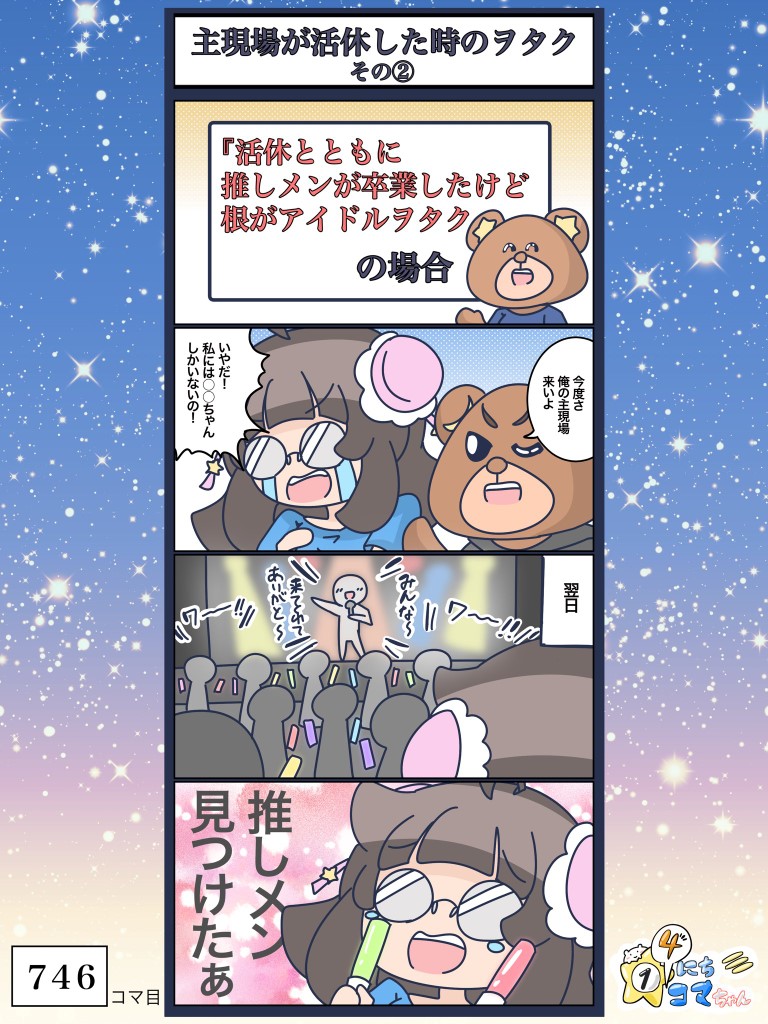 主現場が活休した時のヲタク
その②
『活休とともに
推しメンが卒業したけど
根がアイドルヲタク
の場合
今度さ
俺の主現場
来いよ
いやだ！
私には○○ちゃん
しかいないの！
翌日
みんな〜
来てくれて
ありがと〜
ワ〜〜!!
ワ〜〜!!
推しメン
見つけたぁ
746
コマ目
1
にち
4
コマ
ちゃん